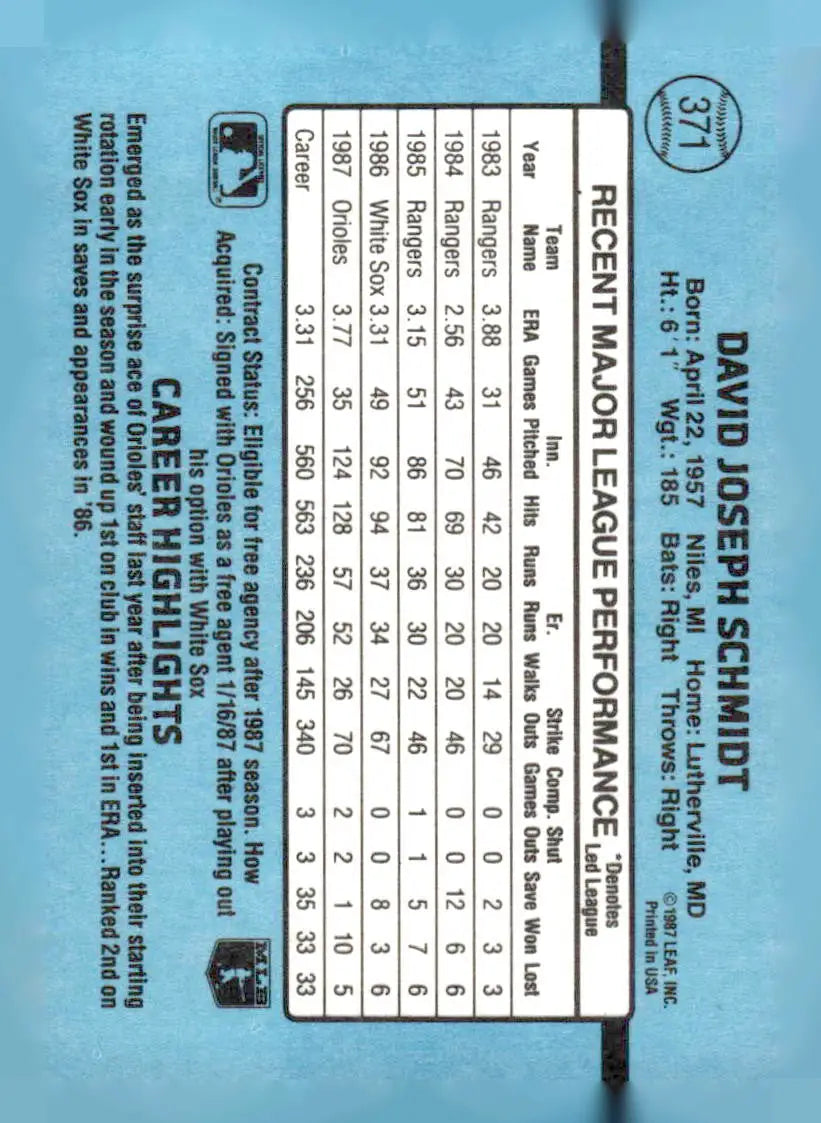 371
DAVID JOSEPH SCHMIDT
Born: April 22, 1957 Niles, MI Home: Lutherville, MD
Ht.: 6' 1" Wgt.: 185 Bats: Right Throws: Right
©1987 LEAF, INC.
Printed in USA
RECENT MAJOR LEAGUE PERFORMANCE *Denotes
Led League
Team Inn. Er. Strike Comp. Shut
Year Name ERA Games Pitched Hits Runs Runs Walks Outs Games Outs Save Won Lost
1983 Rangers 3.88 31 46 42 20 20 14 29 0 0 2 3 3
1984 Rangers 2.56 43 70 69 30 20 20 46 0 0 12 6 6
1985 Rangers 3.15 51 86 81 36 30 22 46 1 1 5 7 6
1986 White Sox 3.31 49 92 94 37 34 27 67 0 0 8 3 6
1987 Orioles 3.77 35 124 128 57 52 26 70 2 2 1 10 5
Career 3.31 256 560 563 236 206 145 340 3 3 35 33 33
Contract Status: Eligible for free agency after 1987 season. How
Acquired: Signed with Orioles as a free agent 1/16/87 after playing out
his option with White Sox
MLB
CAREER HIGHLIGHTS
Emerged as the surprise ace of Orioles' staff last year after being inserted into their starting
rotation early in the season and wound up 1st on club in wins and 1st in ERA...Ranked 2nd on
White Sox in saves and appearances in '86.